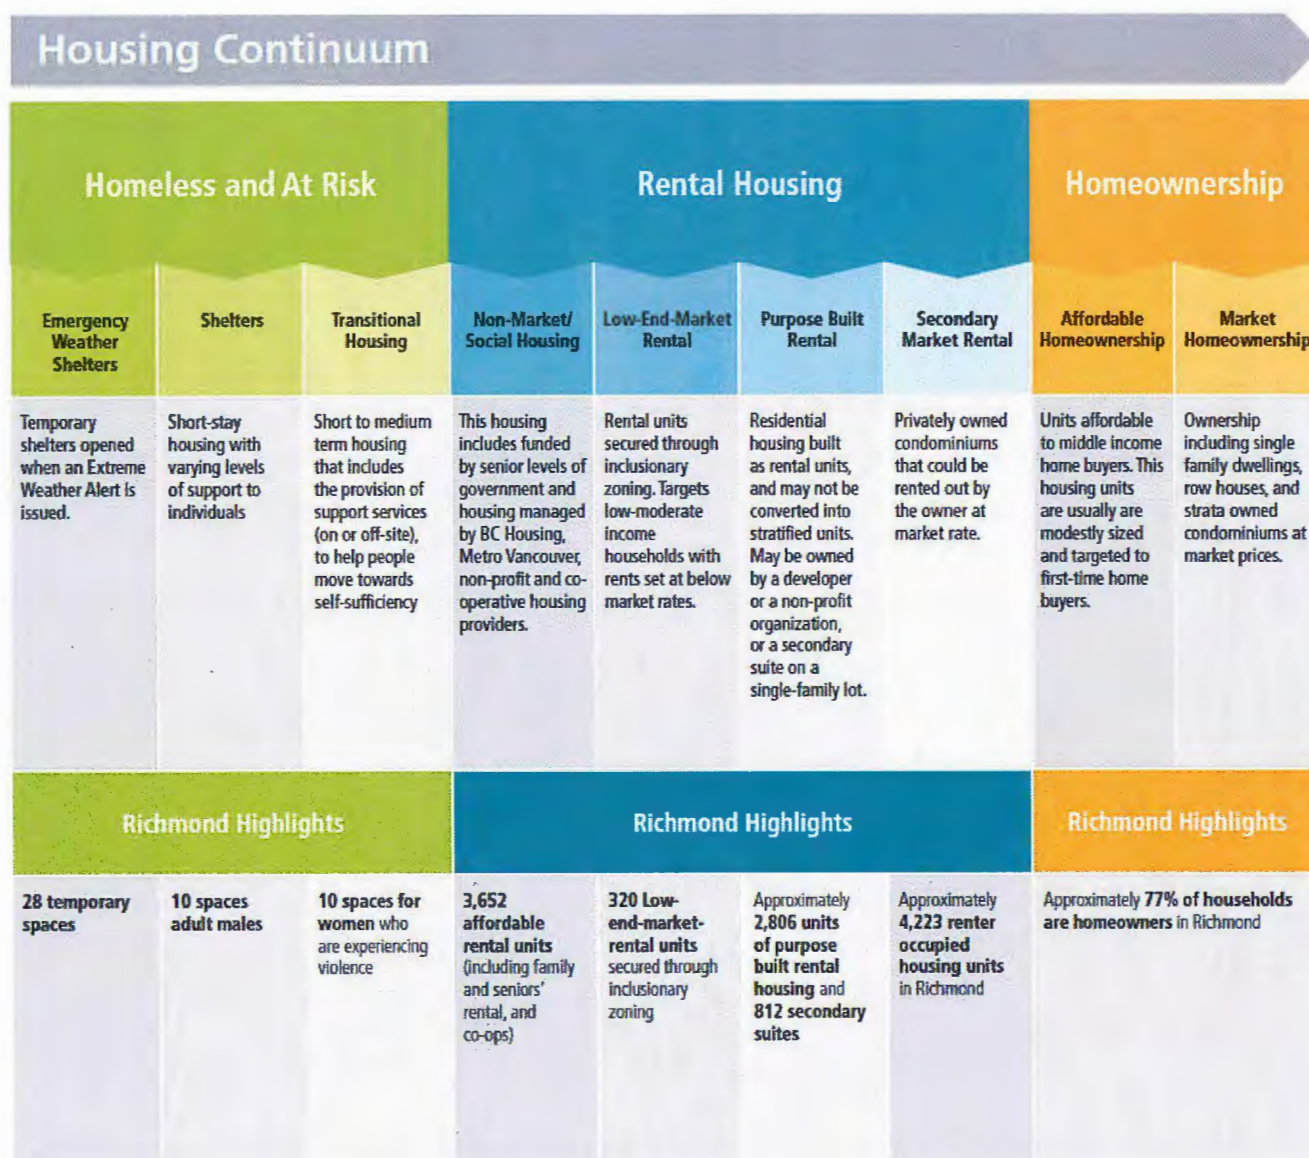 Housing Continuum
Homeless and At Risk
Rental Housing
Homeownership
Emergency
Weather
Shelters
Shelters
Transitional
Housing
Non-Market/
Social Housing
Low-End-Market
Rental
Purpose Built
Rental
Secondary
Market Rental
Affordable
Homeownership
Market
Homeownership
Temporary
shelters opened
when an Extreme
Weather Alert is
issued.
Short-stay
housing with
varying levels
of support to
individuals
Short to medium
term housing
that includes
the provision of
support services
(on or off-site),
to help people
move towards
self-sufficiency
This housing
includes funded
by senior levels of
government and
housing managed
by BC Housing,
Metro Vancouver,
non-profit and co-
operative housing
providers.
Rental units
secured through
inclusionary
zoning. Targets
low-moderate
income
households with
rents set at below
market rates.
Residential
housing built
as rental units,
and may not be
converted into
stratified units.
May be owned
by a developer
or a non-profit
organization,
or a secondary
suite on a
single-family lot.
Privately owned
condominiums
that could be
rented out by
the owner at
market rate.
Units affordable
to middle income
home buyers. This
housing units
are usually are
modestly sized
and targeted to
first-time home
buyers.
Ownership
including single
family dwellings,
row houses, and
strata owned
condominiums at
market prices.
Richmond Highlights
Richmond Highlights
Richmond Highlights
28 temporary
spaces
10 spaces
adult males
10 spaces for
women who
are experiencing
violence
3,652
affordable
rental units
(including family
and seniors'
rental, and
co-ops)
320 Low-
end-market-
rental units
secured through
inclusionary
zoning
Approximately
2,806 units
of purpose
built rental
housing and
812 secondary
suites
Approximately
4,223 renter
occupied
housing units
in Richmond
Approximately 77% of households
are homeowners in Richmond